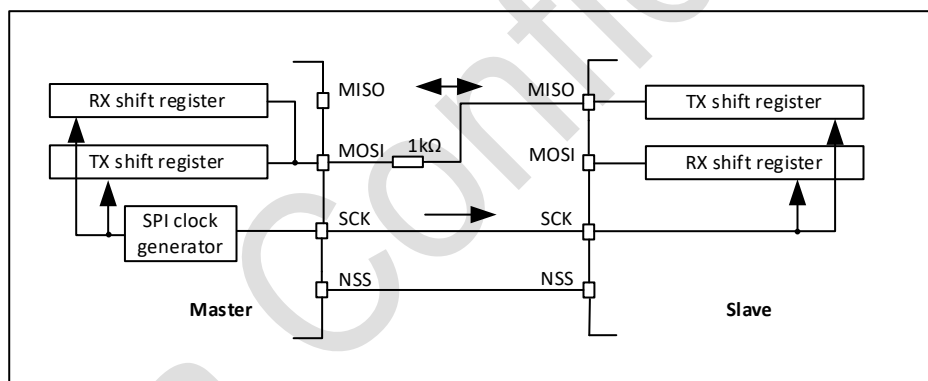 MISO
MISO
RX shift register
TX shift register
1kΩ
MOSI
MOSI
TX shift register
RX shift register
SPI clock
generator
SCK
SCK
NSS
NSS
Master
Slave